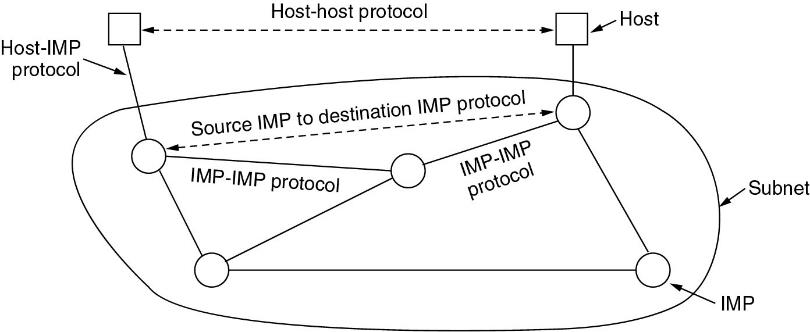 Host-host protocol
Host
Host-IMP
protocol
Source IMP to destination IMP protocol
IMP-IMP protocol
IMP-IMP
protocol
Subnet
IMP